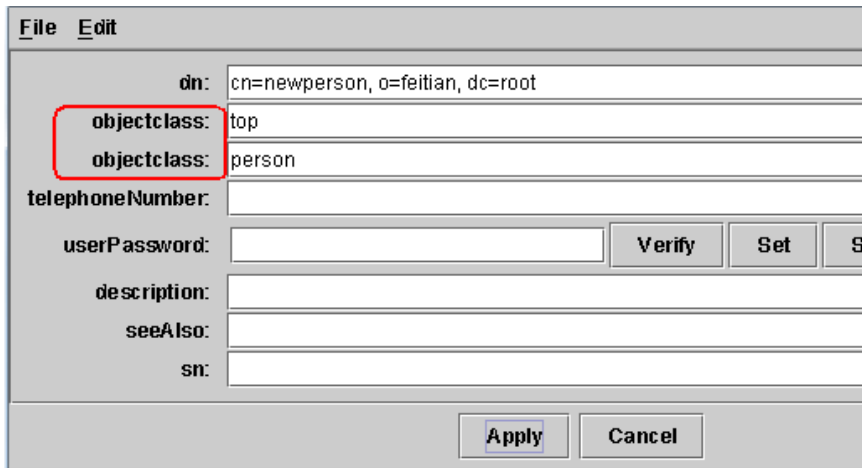 File Edit
dn: cn=newperson, o=feitian, dc=root
objectclass: top
objectclass: person
telephoneNumber:
userPassword: Verify Set S
description:
seeAlso:
sn:
Apply Cancel